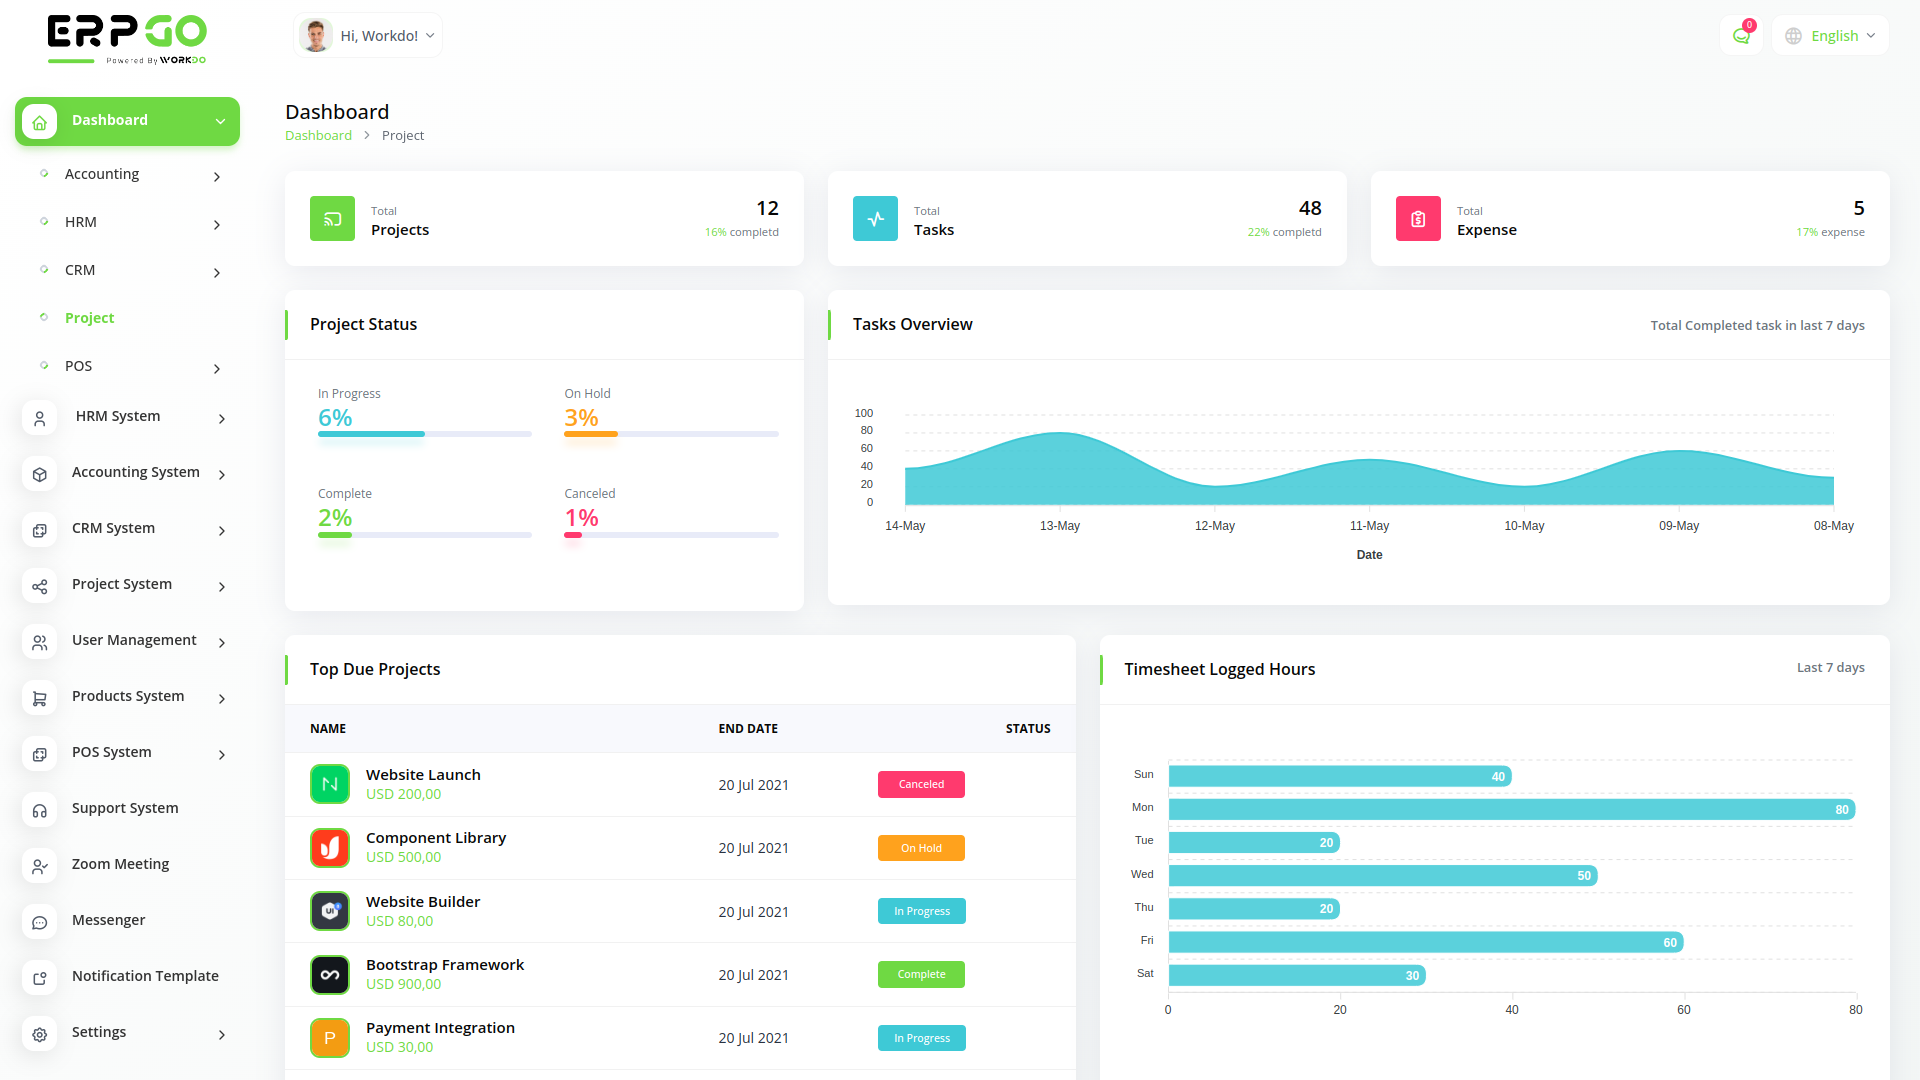 ERPGO
Powered By WORKDO
Hi, Workdo!
0
English
Dashboard
Accounting
HRM
CRM
Project
POS
HRM System
Accounting System
CRM System
Project System
User Management
Products System
POS System
Support System
Zoom Meeting
Messenger
Notification Template
Settings
Dashboard
Dashboard > Project
Total
Projects
12
16% completd
Total
Tasks
48
22% completd
Total
Expense
5
17% expense
Project Status
In Progress
6%
On Hold
3%
Complete
2%
Canceled
1%
Tasks Overview
Total Completed task in last 7 days
100
80
60
40
20
0
14-May 13-May 12-May 11-May 10-May 09-May 08-May
Date
Top Due Projects
NAME END DATE STATUS
Website Launch
USD 200,00
20 Jul 2021
Canceled
Component Library
USD 500,00
20 Jul 2021
On Hold
Ui
Website Builder
USD 80,00
20 Jul 2021
In Progress
Bootstrap Framework
USD 900,00
20 Jul 2021
Complete
P
Payment Integration
USD 30,00
20 Jul 2021
In Progress
Timesheet Logged Hours
Last 7 days
Sun 40
Mon 80
Tue 20
Wed 50
Thu 20
Fri 60
Sat 30
0 20 40 60 80